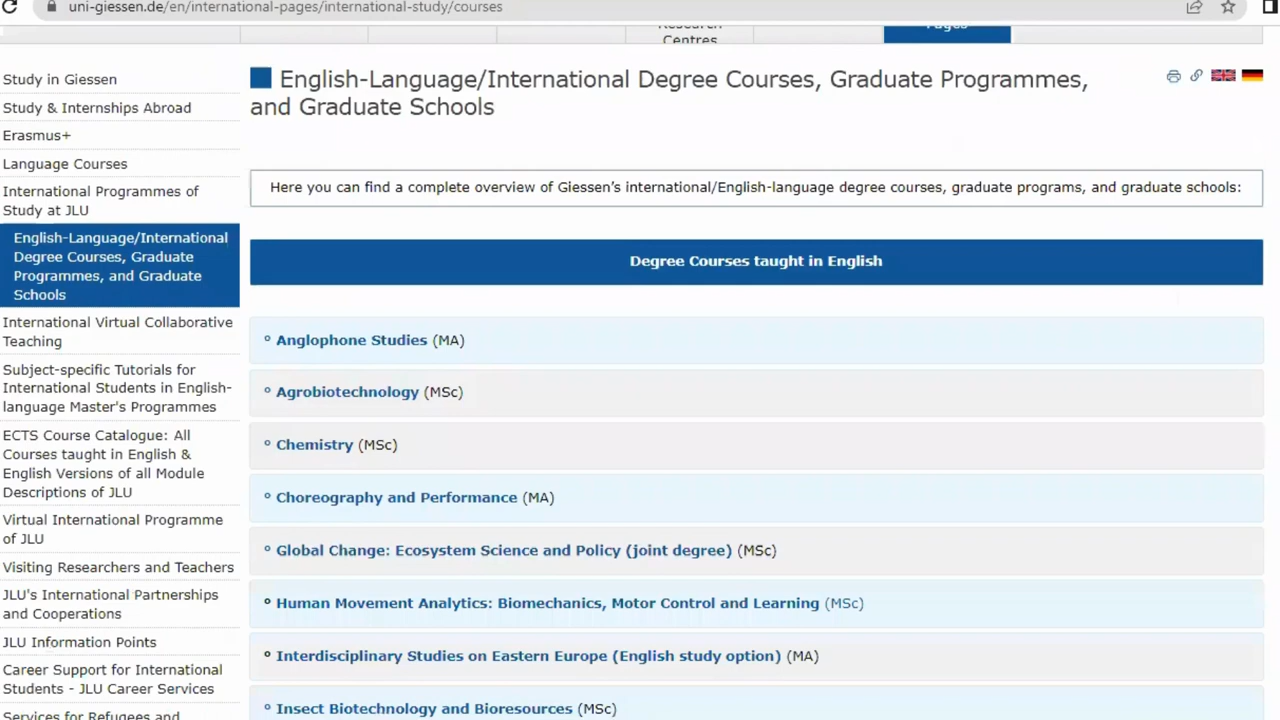 uni-giessen.de/en/international-pages/international-study/courses
Research
Centres
Pages
Study in Giessen
Study & Internships Abroad
Erasmus+
Language Courses
International Programmes of
Study at JLU
English-Language/International
Degree Courses, Graduate
Programmes, and Graduate
Schools
International Virtual Collaborative
Teaching
Subject-specific Tutorials for
International Students in English-
language Master's Programmes
ECTS Course Catalogue: All
Courses taught in English &
English Versions of all Module
Descriptions of JLU
Virtual International Programme
of JLU
Visiting Researchers and Teachers
JLU's International Partnerships
and Cooperations
JLU Information Points
Career Support for International
Students - JLU Career Services
Services for Refugees and
English-Language/International Degree Courses, Graduate Programmes,
and Graduate Schools
Here you can find a complete overview of Giessen's international/English-language degree courses, graduate programs, and graduate schools:
Degree Courses taught in English
° Anglophone Studies (MA)
° Agrobiotechnology (MSc)
° Chemistry (MSc)
° Choreography and Performance (MA)
° Global Change: Ecosystem Science and Policy (joint degree) (MSc)
° Human Movement Analytics: Biomechanics, Motor Control and Learning (MSc)
° Interdisciplinary Studies on Eastern Europe (English study option) (MA)
° Insect Biotechnology and Bioresources (MSc)